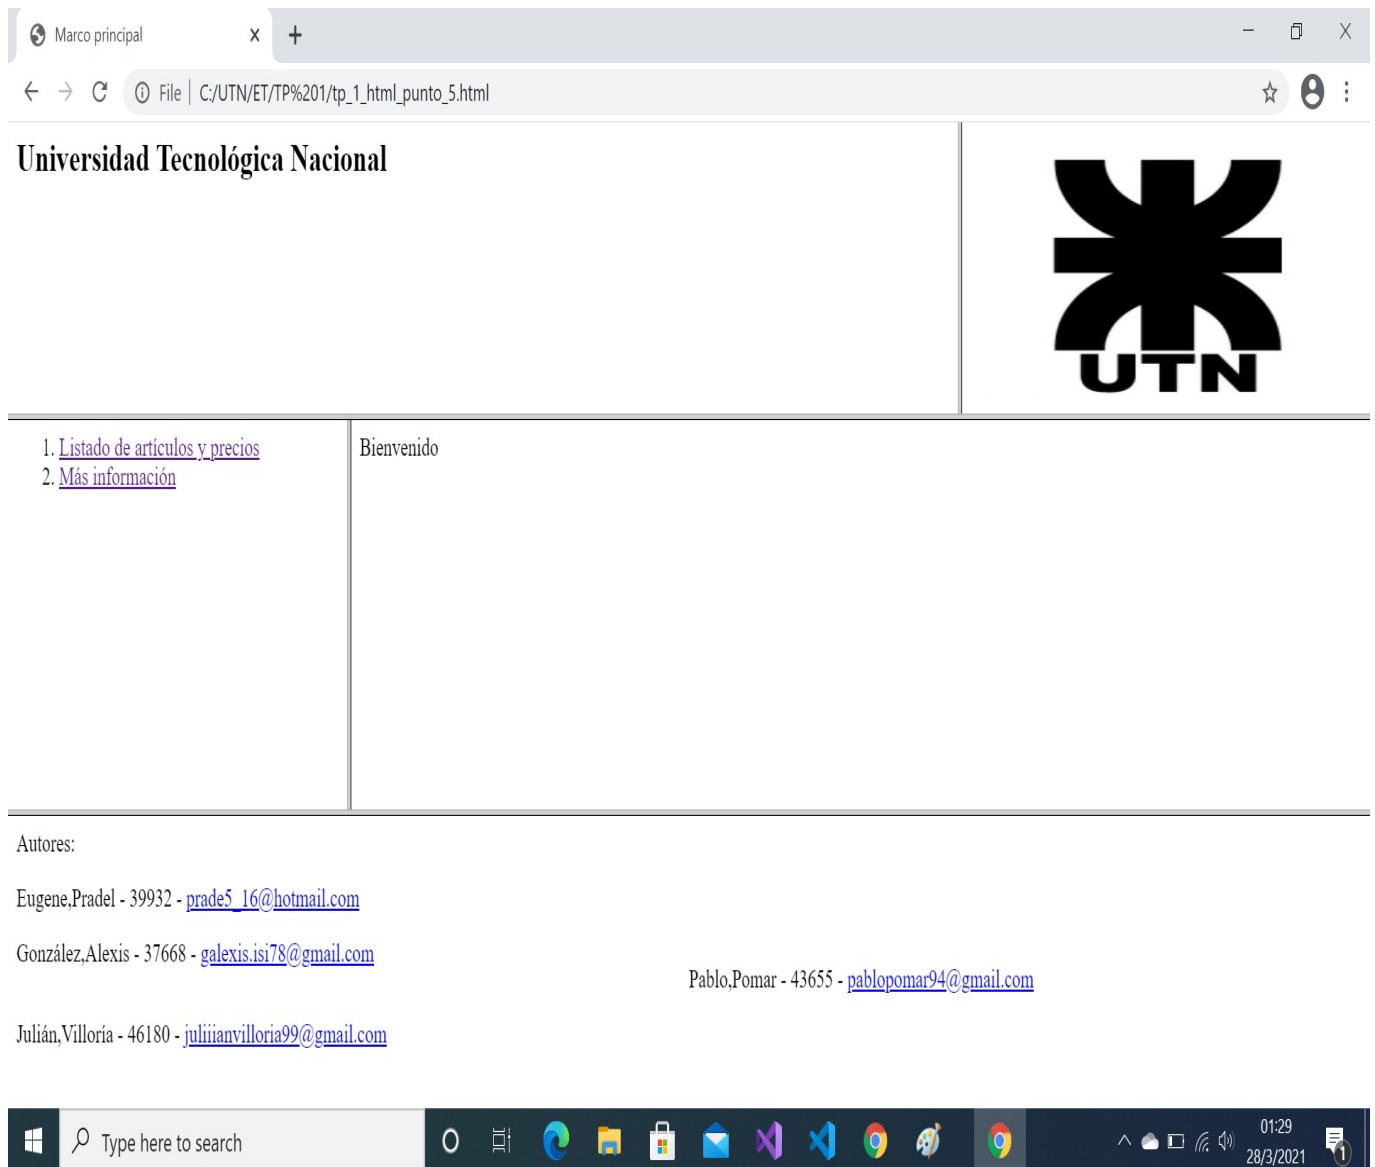 Marco principal
File | C:/UTN/ET/TP%201/tp_1_html_punto_5.html
Universidad Tecnológica Nacional
UTN
1. Listado de artículos y precios
2. Más información
Bienvenido
Autores:
Eugene,Pradel - 39932 - prade5_16@hotmail.com
González,Alexis - 37668 - galexis.isi78@gmail.com
Pablo,Pomar - 43655 - pablopomar94@gmail.com
Julián,Villoría - 46180 - juliiianvilloria99@gmail.com
Type here to search
01:29
28/3/2021
1